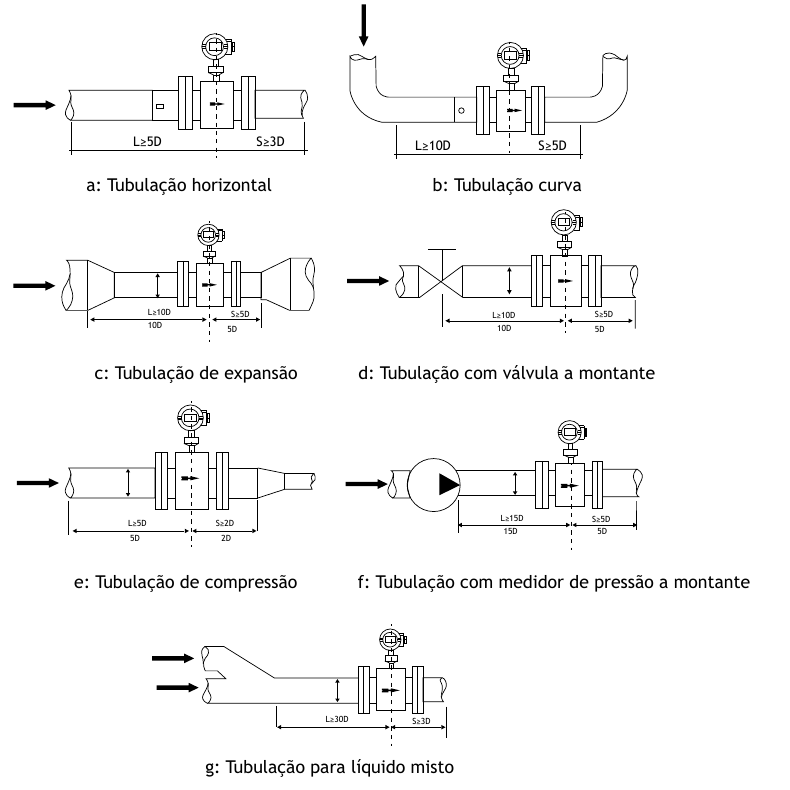 L≥5D
S≥3D
a: Tubulação horizontal
L≥10D
S≥5D
b: Tubulação curva
L≥10D
S≥5D
10D
5D
c: Tubulação de expansão
L≥10D
S≥5D
10D
5D
d: Tubulação com válvula a montante
L≥5D
S≥2D
5D
2D
e: Tubulação de compressão
L≥15D
S≥5D
15D
5D
f: Tubulação com medidor de pressão a montante
L≥30D
S≥3D
g: Tubulação para líquido misto